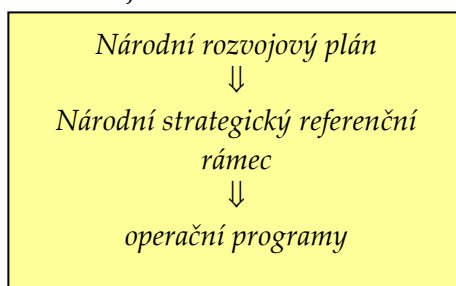 Národní rozvojový plán
⇓
Národní strategický referenční
rámec
⇓
operační programy